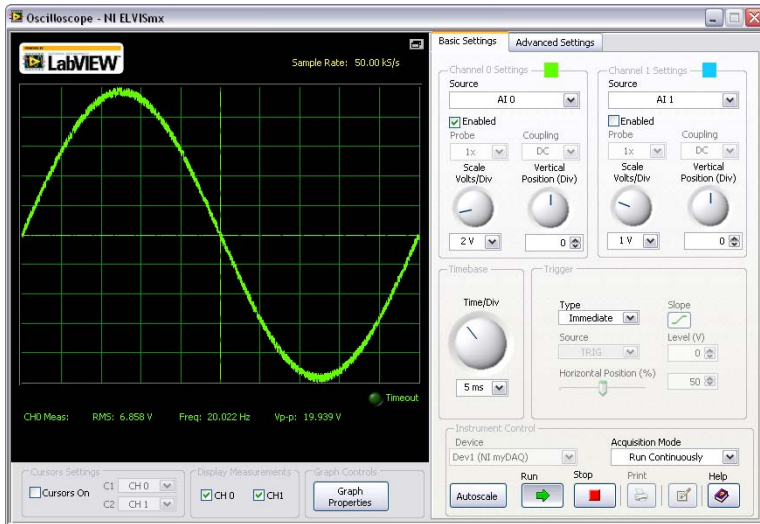 Oscilloscope - NI ELVISmx
POWERED BY
LabVIEW
Sample Rate: 50.00 kS/s
Timeout
CH0 Meas: RMS: 6.858 V Freq: 20.022 Hz Vp-p: 19.939 V
Cursors Settings
Cursors On
C1 CH 0
C2 CH 1
Display Measurements
CH 0 CH1
Graph Controls
Graph
Properties
Basic Settings Advanced Settings
Channel 0 Settings
Source
AI 0
Enabled
Probe Coupling
1x DC
Scale Vertical
Volts/Div Position (Div)
2 V 0
Channel 1 Settings
Source
AI 1
Enabled
Probe Coupling
1x DC
Scale Vertical
Volts/Div Position (Div)
1 V 0
Timebase
Time/Div
5 ms
Trigger
Type Slope
Immediate
Source Level (V)
TRIG 0
Horizontal Position (%)
50
Instrument Control
Device Acquisition Mode
Dev1 (NI myDAQ) Run Continuously
Run Stop Print Log Help
Autoscale